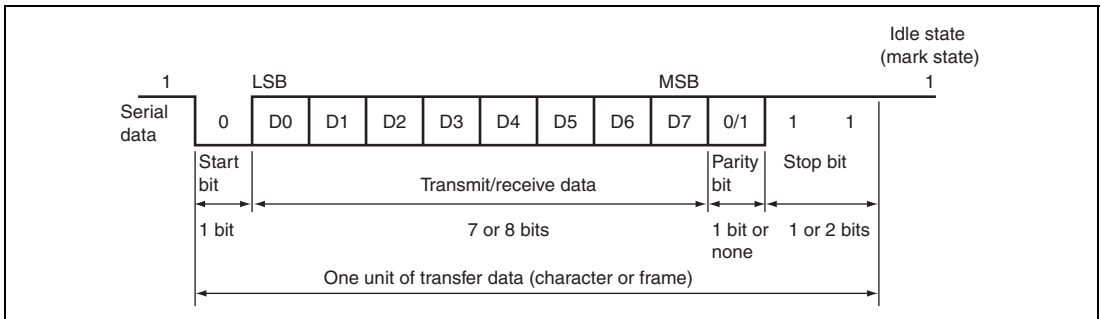 Idle state
(mark state)
1 LSB MSB 1
Serial
data
0 D0 D1 D2 D3 D4 D5 D6 D7 0/1 1 1
Start
bit
Transmit/receive data
Parity
bit
Stop bit
1 bit
7 or 8 bits
1 bit or
none
1 or 2 bits
One unit of transfer data (character or frame)